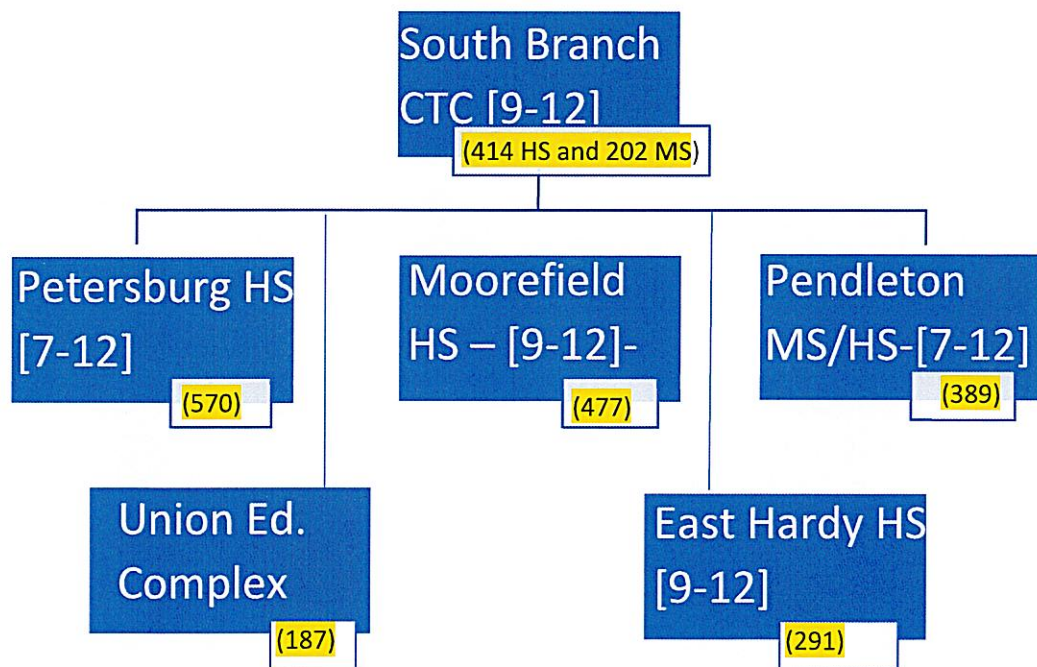 South Branch
CTC [9-12]
(414 HS and 202 MS)
Petersburg HS
[7-12]
(570)
Moorefield
HS – [9-12]-
(477)
Pendleton
MS/HS-[7-12]
(389)
Union Ed.
Complex
(187)
East Hardy HS
[9-12]
(291)